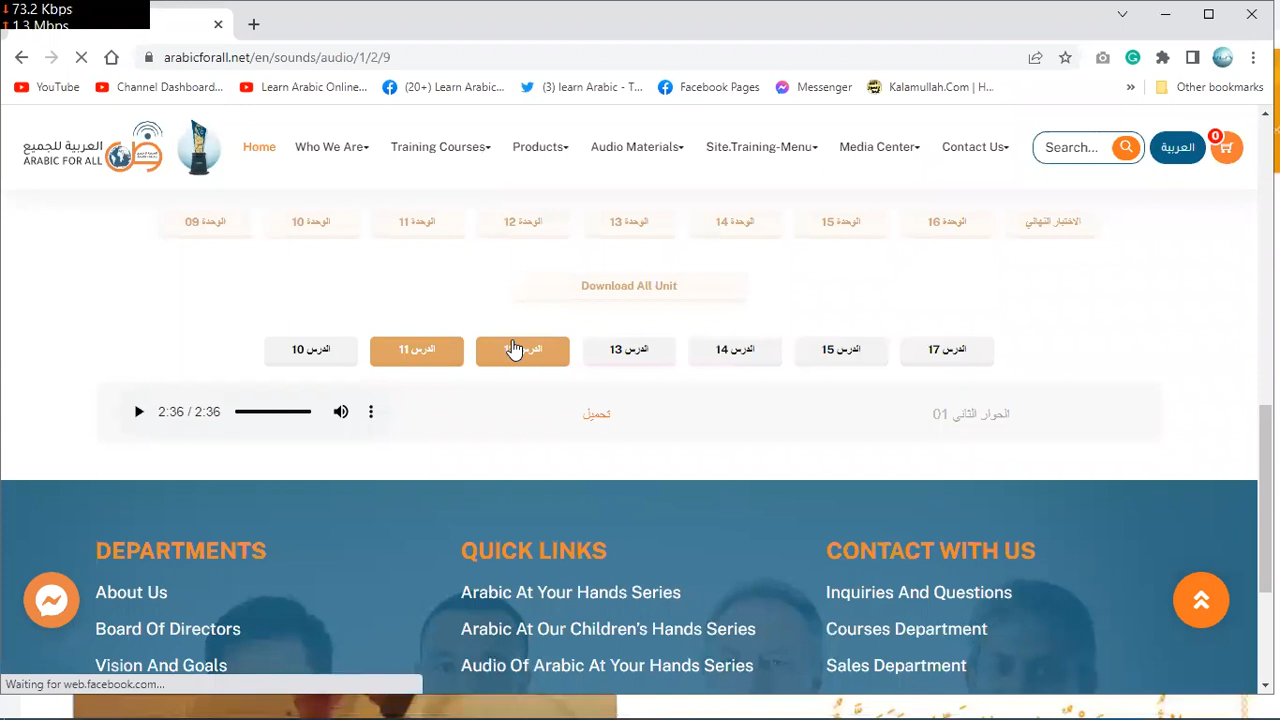 ↓ 73.2 Kbps
↑ 1.3 Mbps
arabicforall.net/en/sounds/audio/1/2/9
YouTube
Channel Dashboard...
Learn Arabic Online...
(20+) Learn Arabic...
(3) learn Arabic - T...
Facebook Pages
Messenger
Kalamullah.Com | H...
»
Other bookmarks
العربية للجميع
ARABIC FOR ALL
Home
Who We Are
Training Courses
Products
Audio Materials
Site.Training-Menu
Media Center
Contact Us
Search...
العربية
0
الوحدة 09
الوحدة 10
الوحدة 11
الوحدة 12
الوحدة 13
الوحدة 14
الوحدة 15
الوحدة 16
الاختبار النهائي
Download All Unit
الدرس 10
الدرس 11
الدرس
الدرس 13
الدرس 14
الدرس 15
الدرس 17
2:36 / 2:36
تحميل
الحوار الثاني 01
DEPARTMENTS
QUICK LINKS
CONTACT WITH US
About Us
Arabic At Your Hands Series
Inquiries And Questions
Board Of Directors
Arabic At Our Children's Hands Series
Courses Department
Vision And Goals
Audio Of Arabic At Your Hands Series
Sales Department
Waiting for web.facebook.com...